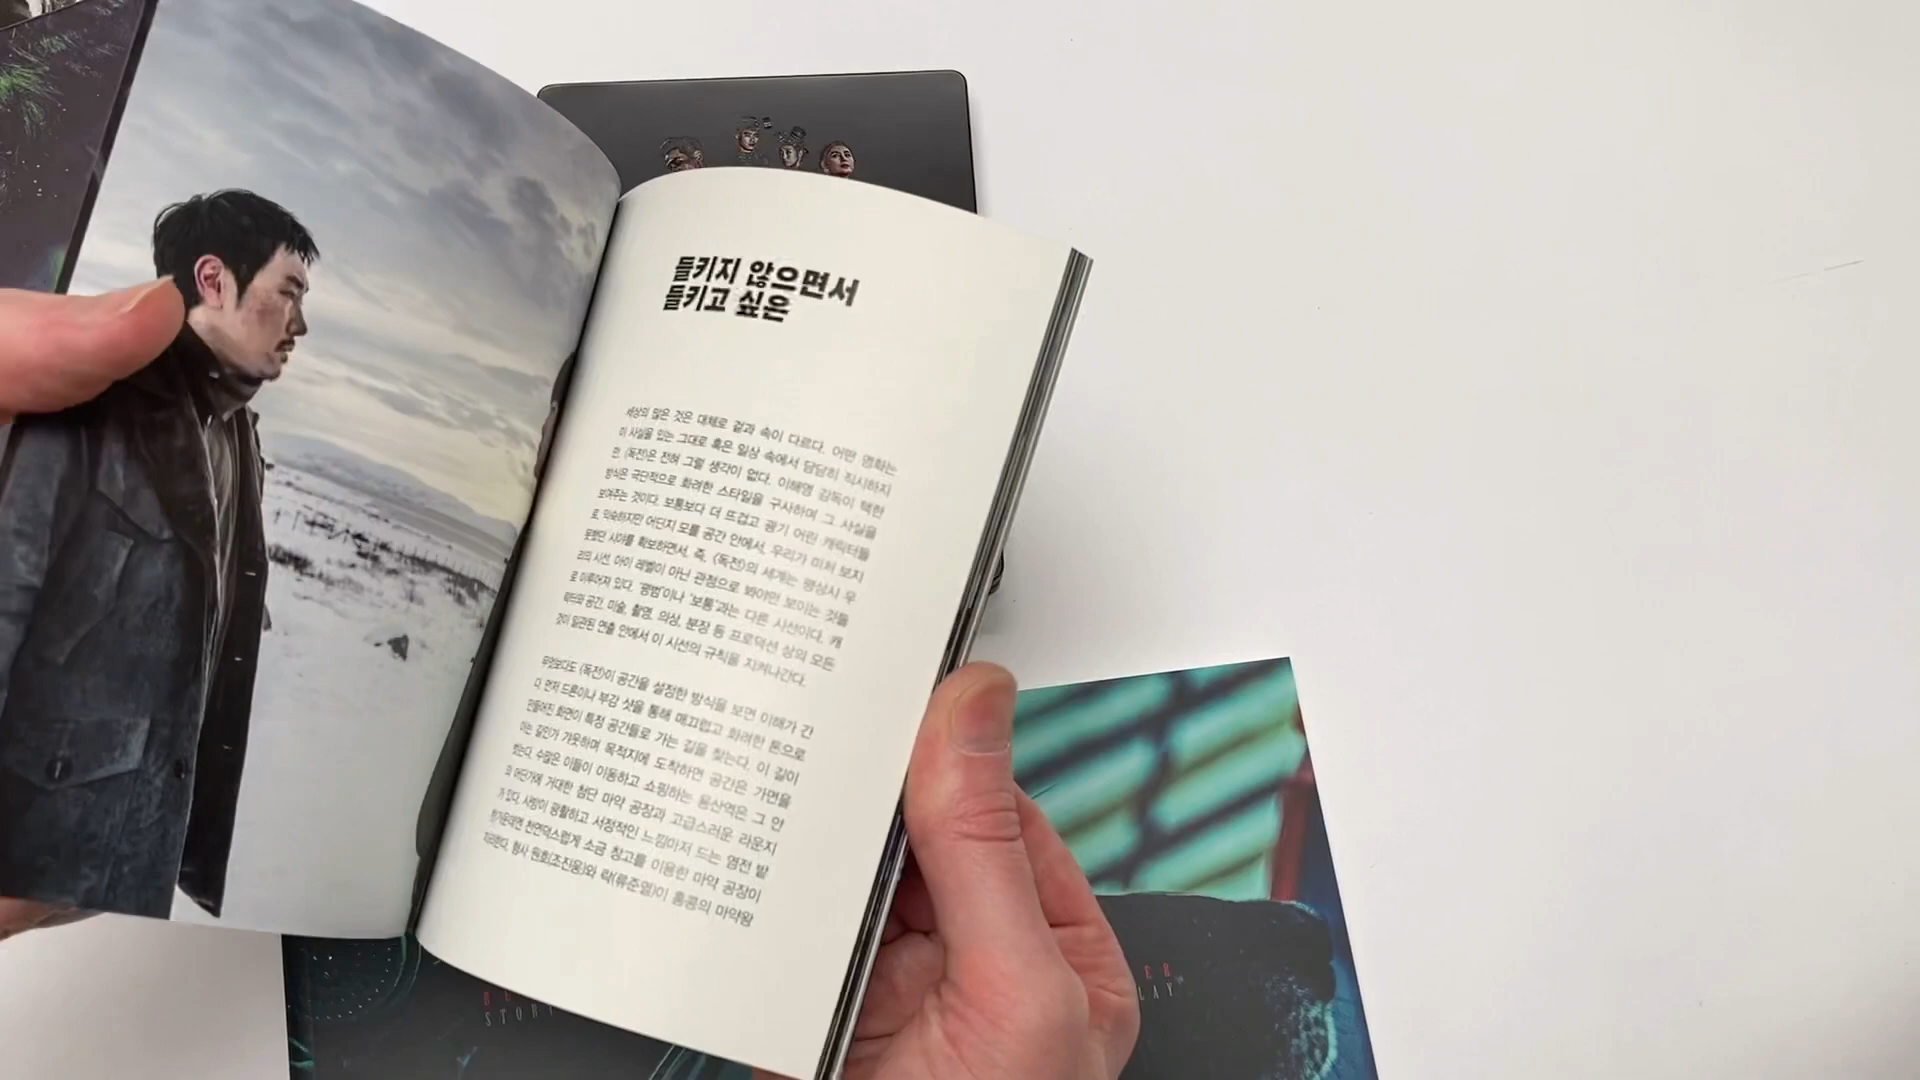 들키지 않으면서
들키고 싶은
세상의 많은 것은 대체로 겉과 속이 다르다. 어떤 영화는
이 사실을 있는 그대로 혹은 일상 속에서 담담히 직시하지
만 〈독전〉은 전혀 그럴 생각이 없다. 이해영 감독이 택한
방식은 극단적으로 화려한 스타일을 구사하며 그 사실을
보여주는 것이다. 보통보다 더 뜨겁고 광기 어린 캐릭터들
로, 익숙하지만 어딘지 모를 공간 안에서, 우리가 미처 보지
못했던 시야를 확보하면서. 즉, 〈독전〉의 세계는 평상시 우
리의 시선, 아이 레벨이 아닌 관점으로 봐야만 보이는 것들
로 이루어져 있다. '평범'이나 '보통'과는 다른 시선이다. 캐
릭터와 공간, 미술, 촬영, 의상, 분장 등 프로덕션 상의 모든
것이 일관된 연출 안에서 이 시선의 규칙을 지켜나간다.
무엇보다도 〈독전〉이 공간을 설정한 방식을 보면 이해가 간
다. 먼저 드론이나 부감 샷을 통해 매끄럽고 화려한 톤으로
만들어진 화면이 특정 공간들로 가는 길을 찾는다. 이 길이
아는 길인가 갸웃하며 목적지에 도착하면 공간은 가면을
벗는다. 수많은 이들이 이동하고 쇼핑하는 용산역은 그 안
의 어딘가에 거대한 첨단 마약 공장과 고급스러운 라운지
가 있다. 사방이 광활하고 서정적인 느낌마저 드는 염전 밭
한가운데엔 천연덕스럽게 소금 창고를 이용한 마약 공장이
자리한다. 형사 원호(조진웅)와 락(류준열)이 홍콩의 마약왕
STOR
ER
LAY